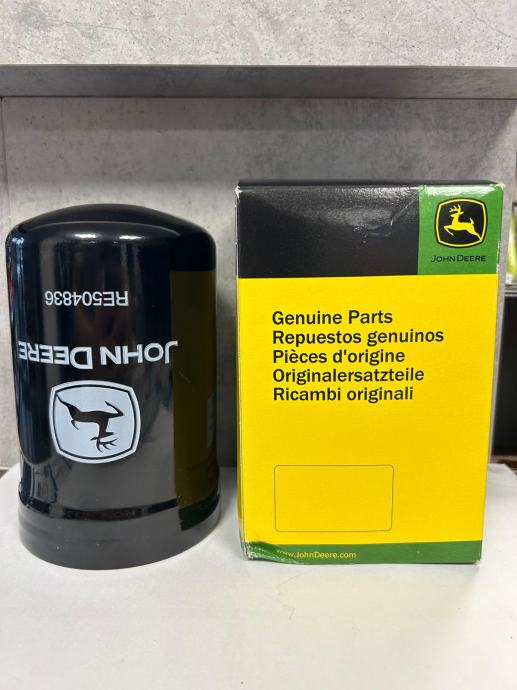 RE504836
JOHN DEERE
JOHN DEERE
Genuine Parts
Repuestos genuinos
Pièces d'origine
Originalersatzteile
Ricambi originali
www.JohnDeere.com